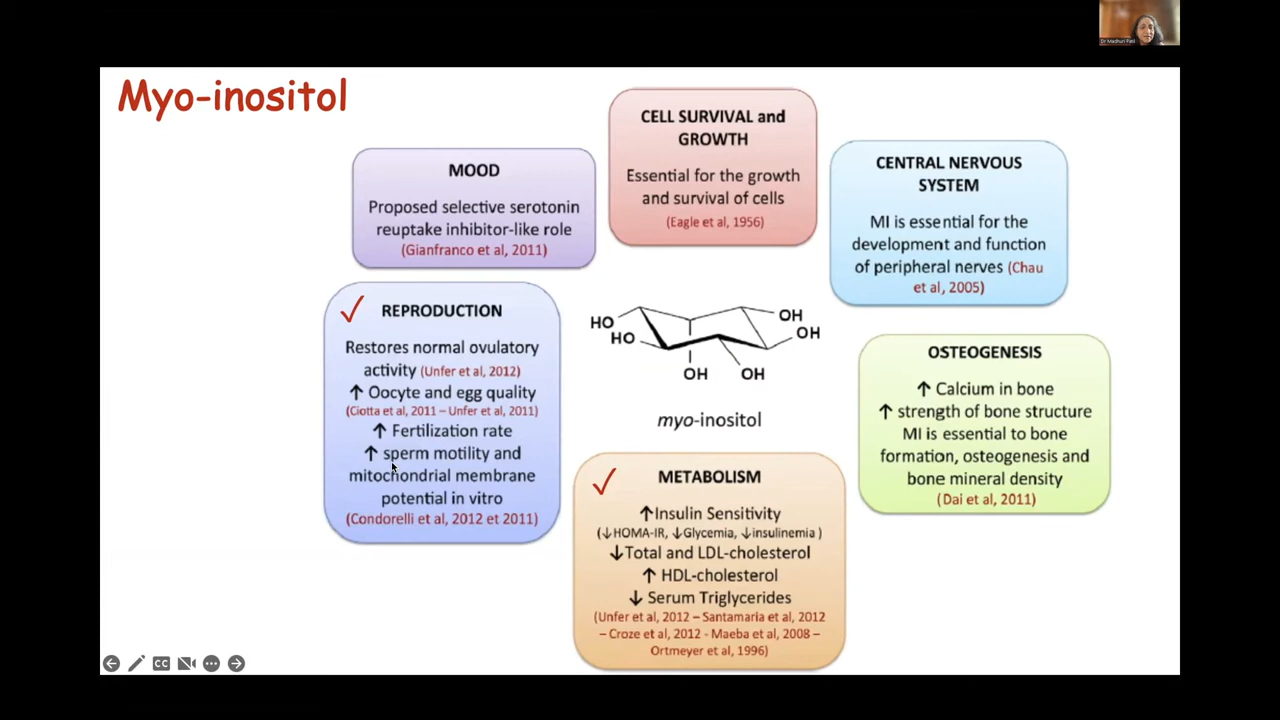 Dr Madhuri Patil
Myo-inositol
MOOD
Proposed selective serotonin
reuptake inhibitor-like role
(Gianfranco et al, 2011)
CELL SURVIVAL and
GROWTH
Essential for the growth
and survival of cells
(Eagle et al, 1956)
CENTRAL NERVOUS
SYSTEM
MI is essential for the
development and function
of peripheral nerves (Chau
et al, 2005)
✓ REPRODUCTION
Restores normal ovulatory
activity (Unfer et al, 2012)
↑ Oocyte and egg quality
(Ciotta et al, 2011 – Unfer et al, 2011)
↑ Fertilization rate
↑ sperm motility and
mitochondrial membrane
potential in vitro
(Condorelli et al, 2012 et 2011)
HO
HO
OH
OH
OH
OH
myo-inositol
OSTEOGENESIS
↑ Calcium in bone
↑ strength of bone structure
MI is essential to bone
formation, osteogenesis and
bone mineral density
(Dai et al, 2011)
✓ METABOLISM
↑Insulin Sensitivity
(↓HOMA-IR, ↓Glycemia, ↓insulinemia )
↓Total and LDL-cholesterol
↑ HDL-cholesterol
↓ Serum Triglycerides
(Unfer et al, 2012 – Santamaria et al, 2012
– Croze et al, 2012 - Maeba et al, 2008 –
Ortmeyer et al, 1996)
CC